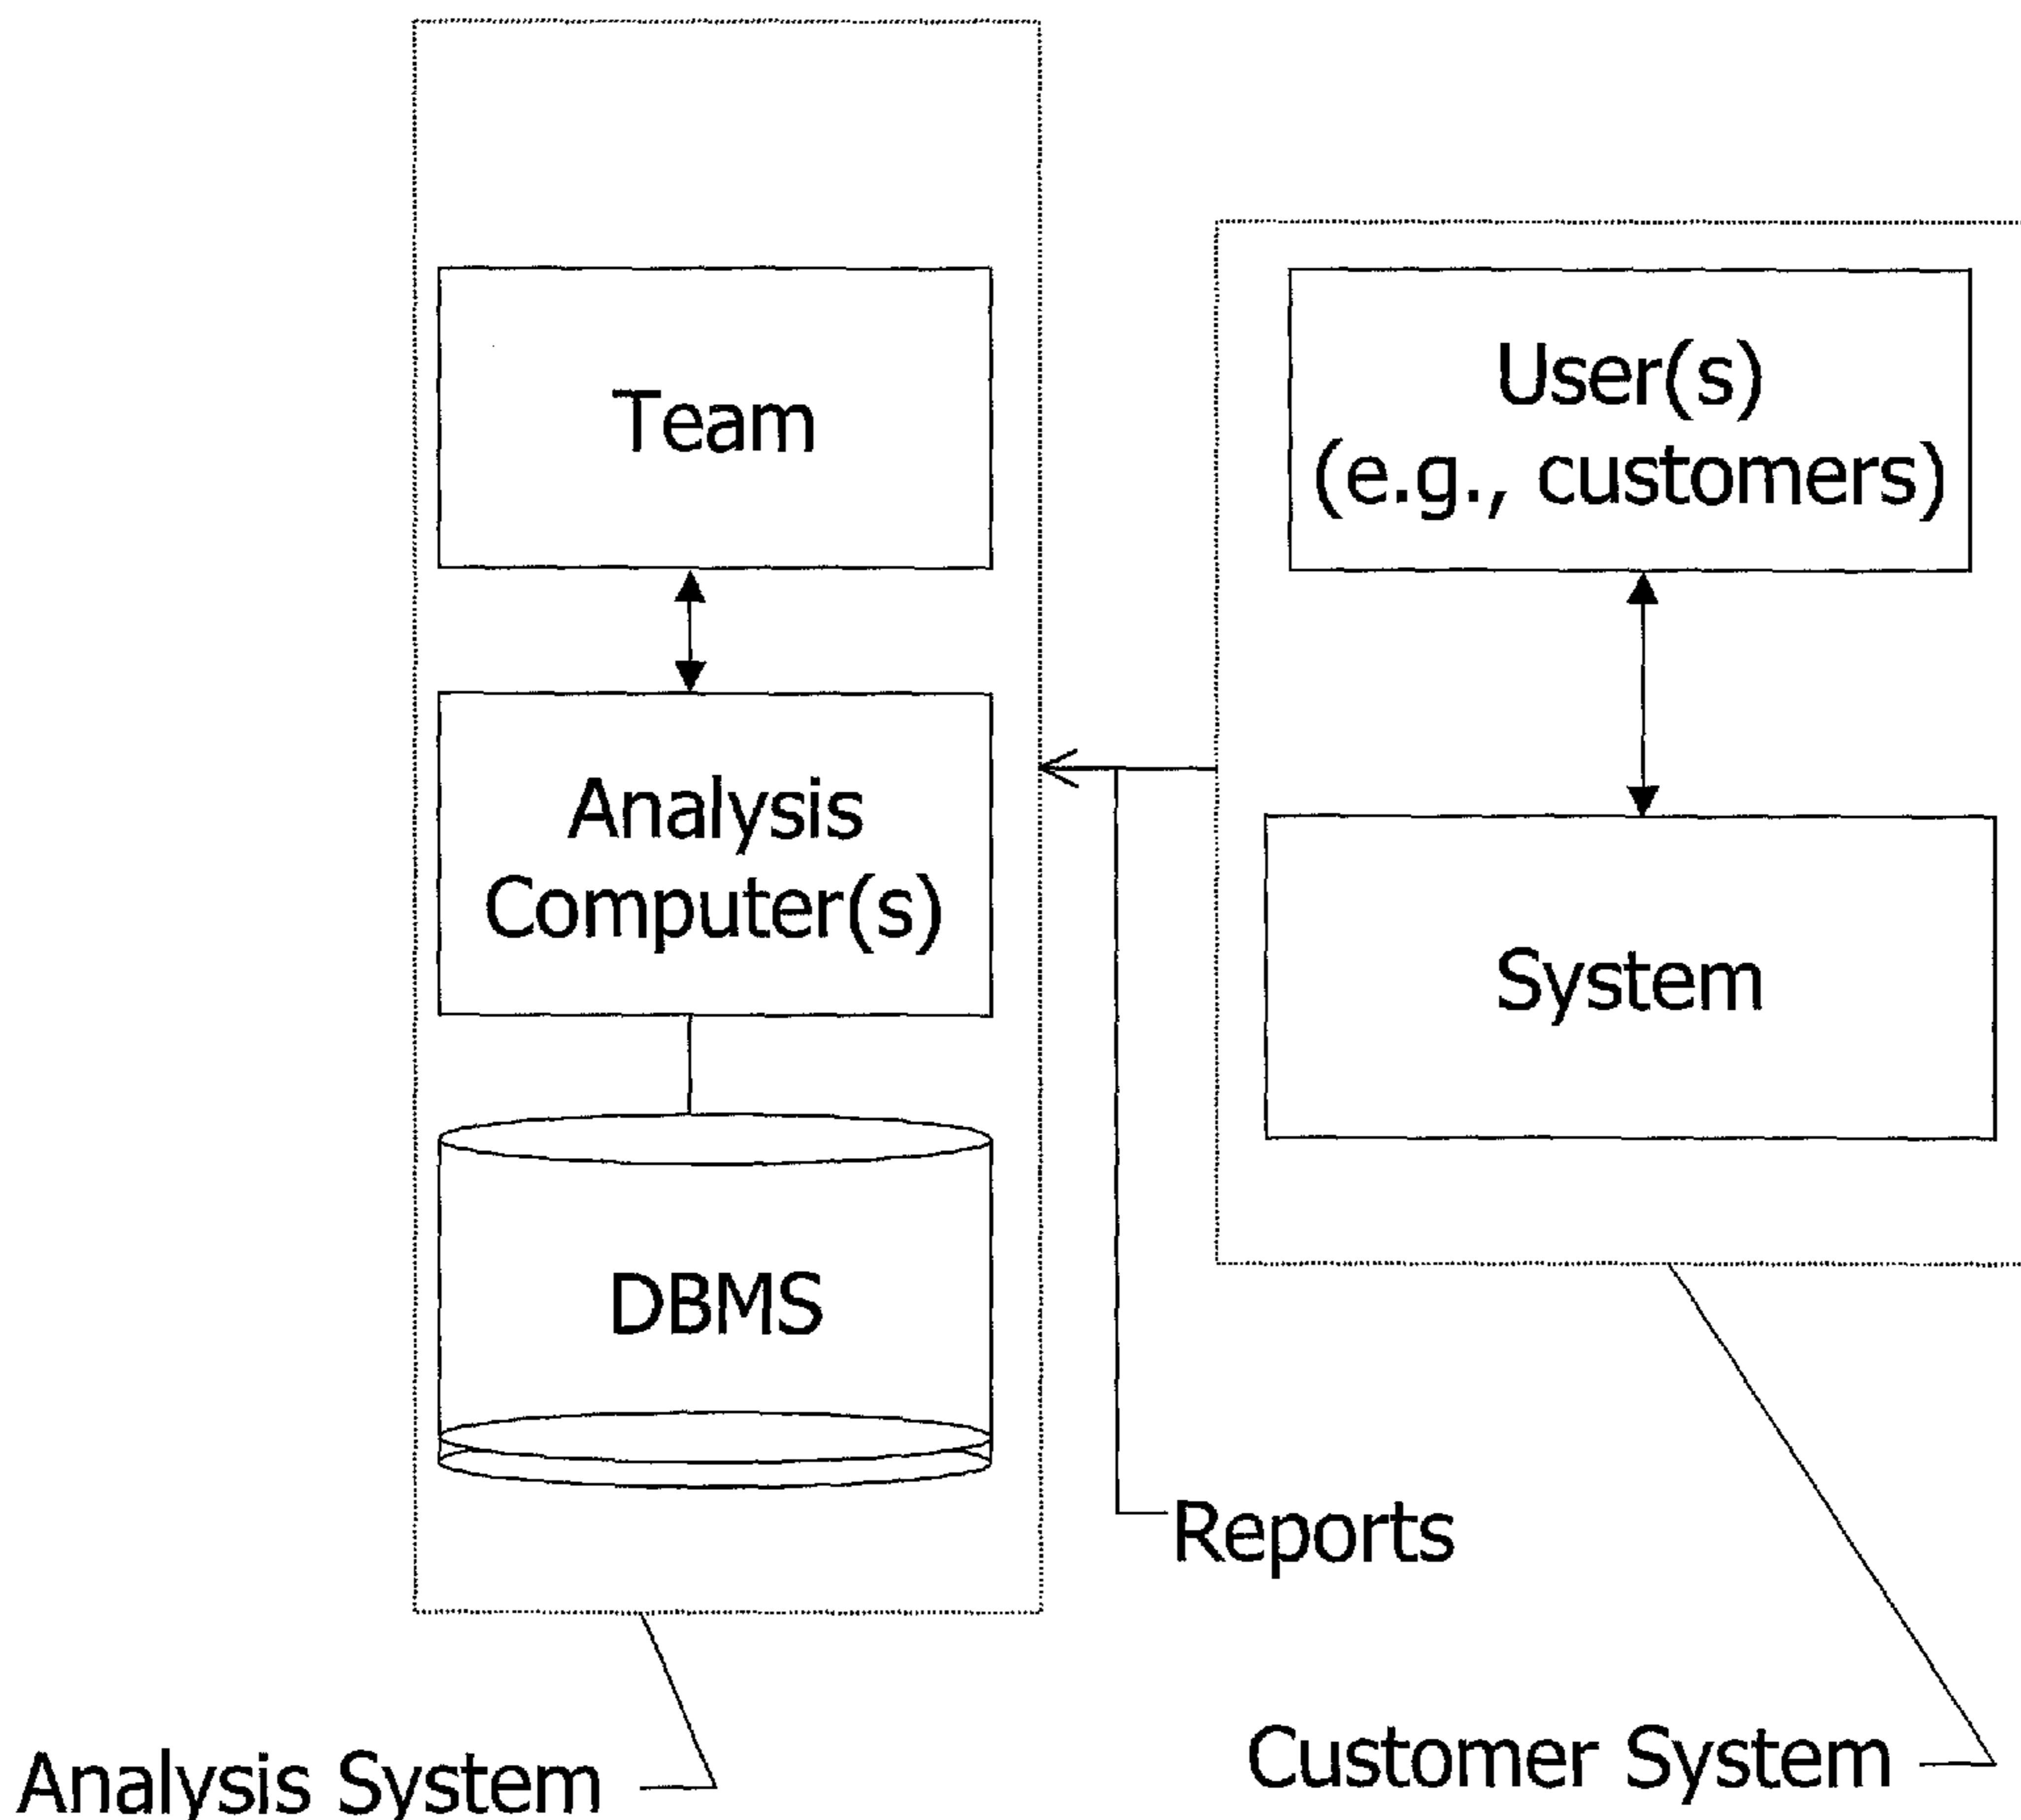 Team
User(s)
(e.g., customers)
Analysis
Computer(s)
System
DBMS
Reports
Analysis System
Customer System